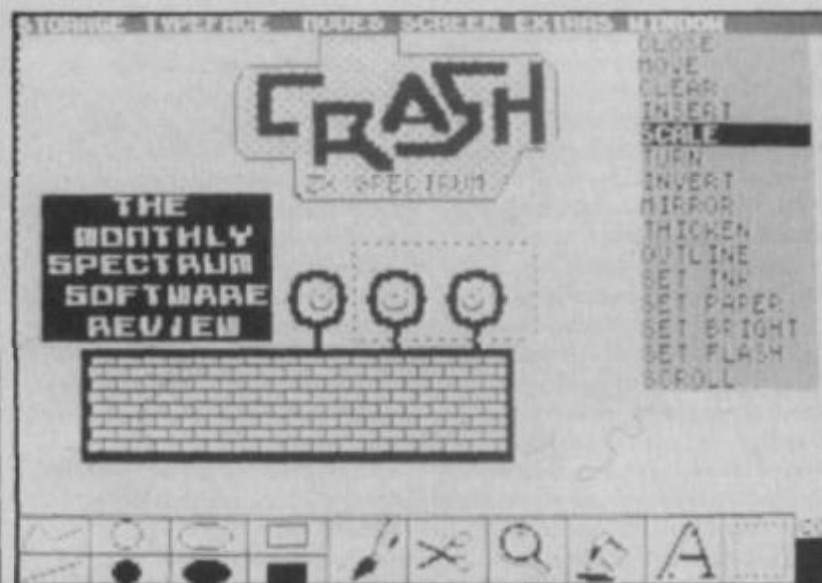 STORAGE TYPEFACE MODES SCREEN EXTRAS WINDOW
CRASH
ZX SPECTRUM
THE
MONTHLY
SPECTRUM
SOFTWARE
REVIEW
CLOSE
MOVE
CLEAR
INSERT
SCALE
TURN
INVERT
MIRROR
THICKEN
OUTLINE
SET INK
SET PAPER
SET BRIGHT
SET FLASH
SCROLL
A